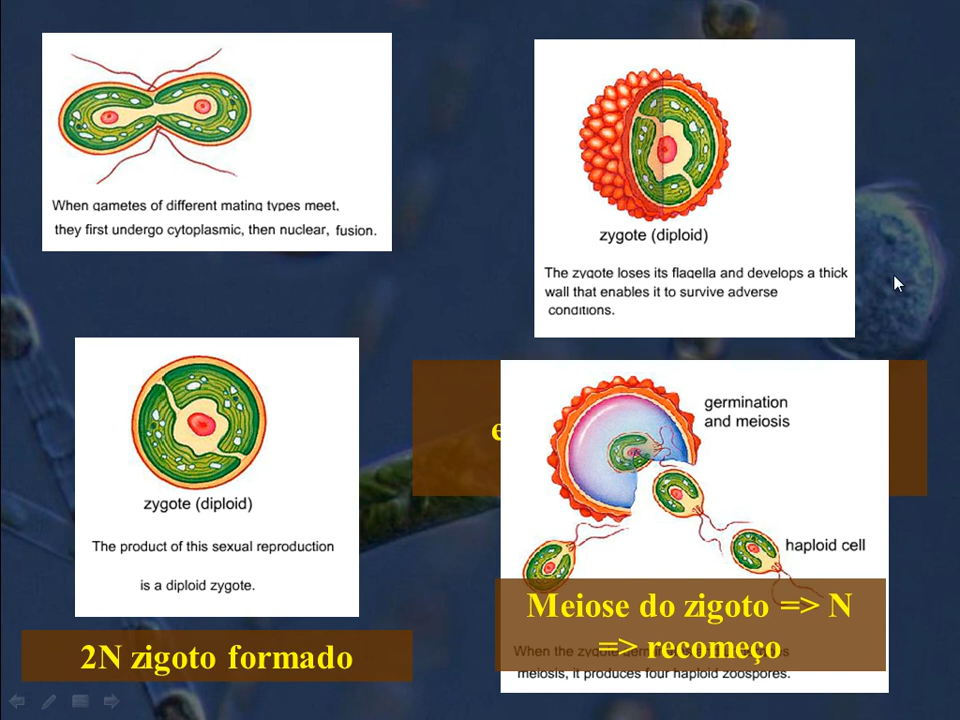 When gametes of different mating types meet,
they first undergo cytoplasmic, then nuclear, fusion.
zygote (diploid)
The zygote loses its flagella and develops a thick
wall that enables it to survive adverse
conditions.
zygote (diploid)
The product of this sexual reproduction
is a diploid zygote.
2N zigoto formado
germination
and meiosis
haploid cell
Meiose do zigoto => N
=> recomeço
When the
meiosis, it produces four haploid zoospores.